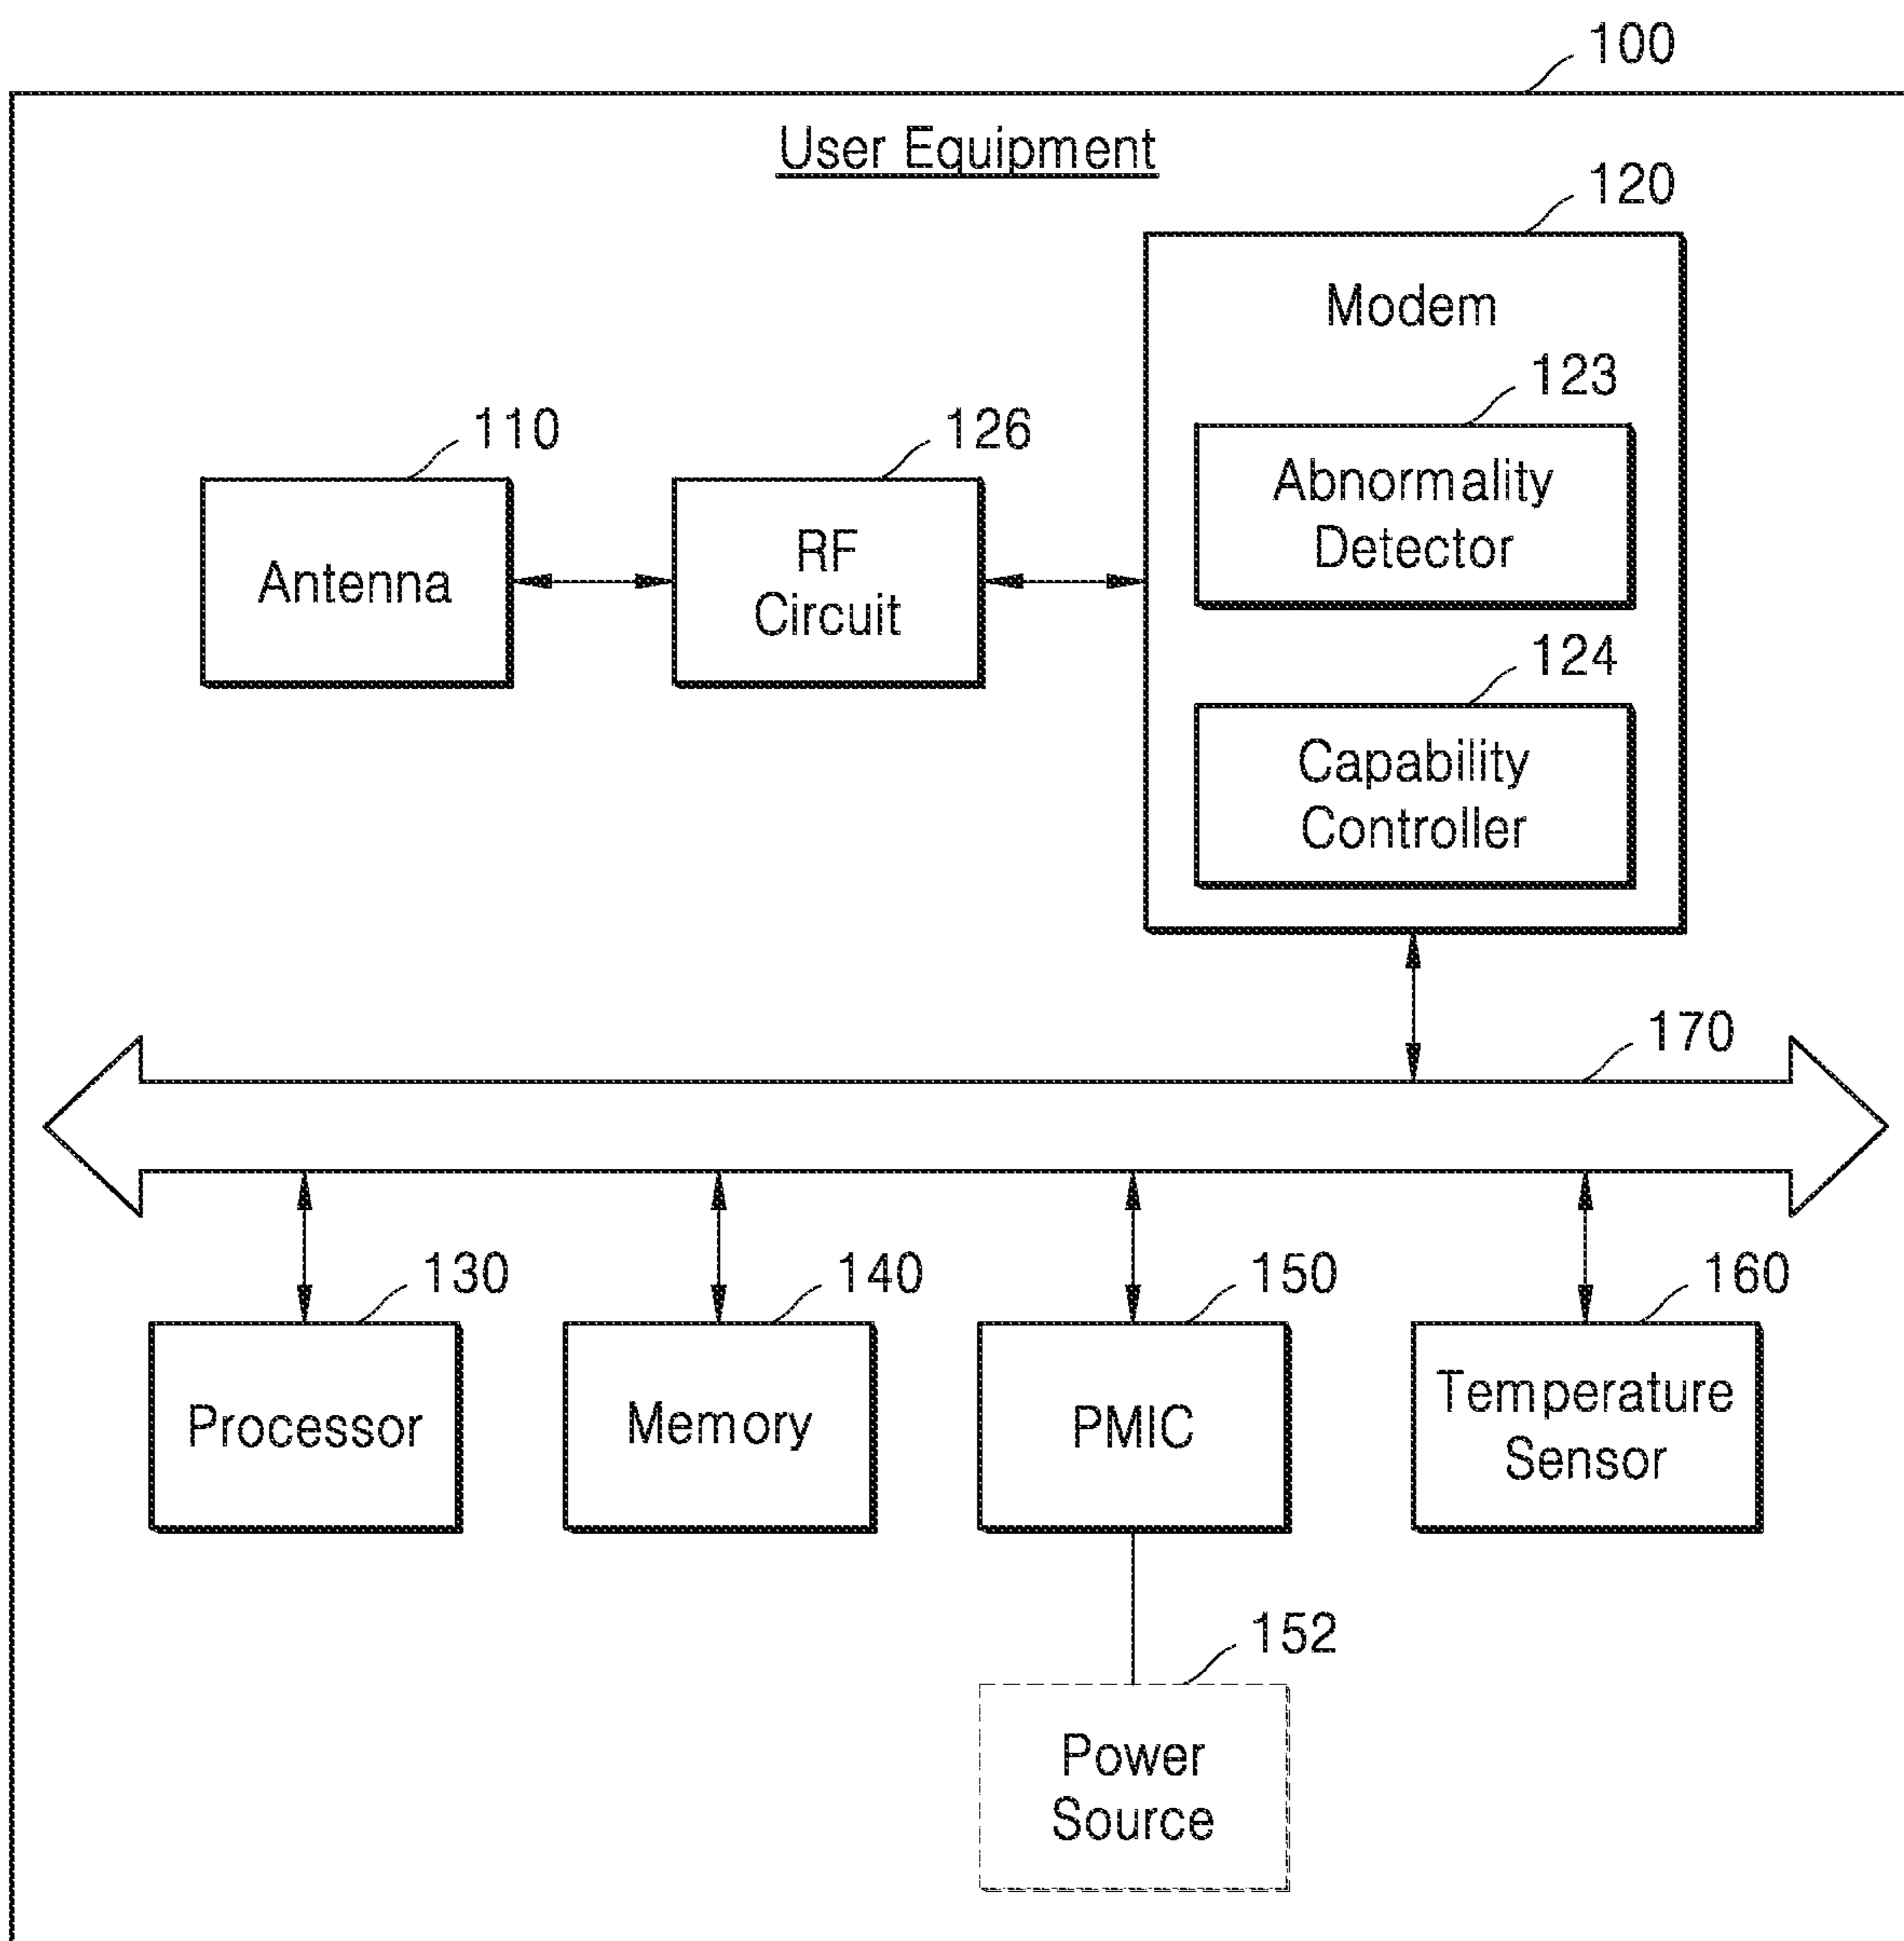 100
User Equipment
120
Modem
123
Abnormality
Detector
110
126
Antenna
RF
Circuit
124
Capability
Controller
170
130
140
150
160
Processor
Memory
PMIC
Temperature
Sensor
152
Power
Source